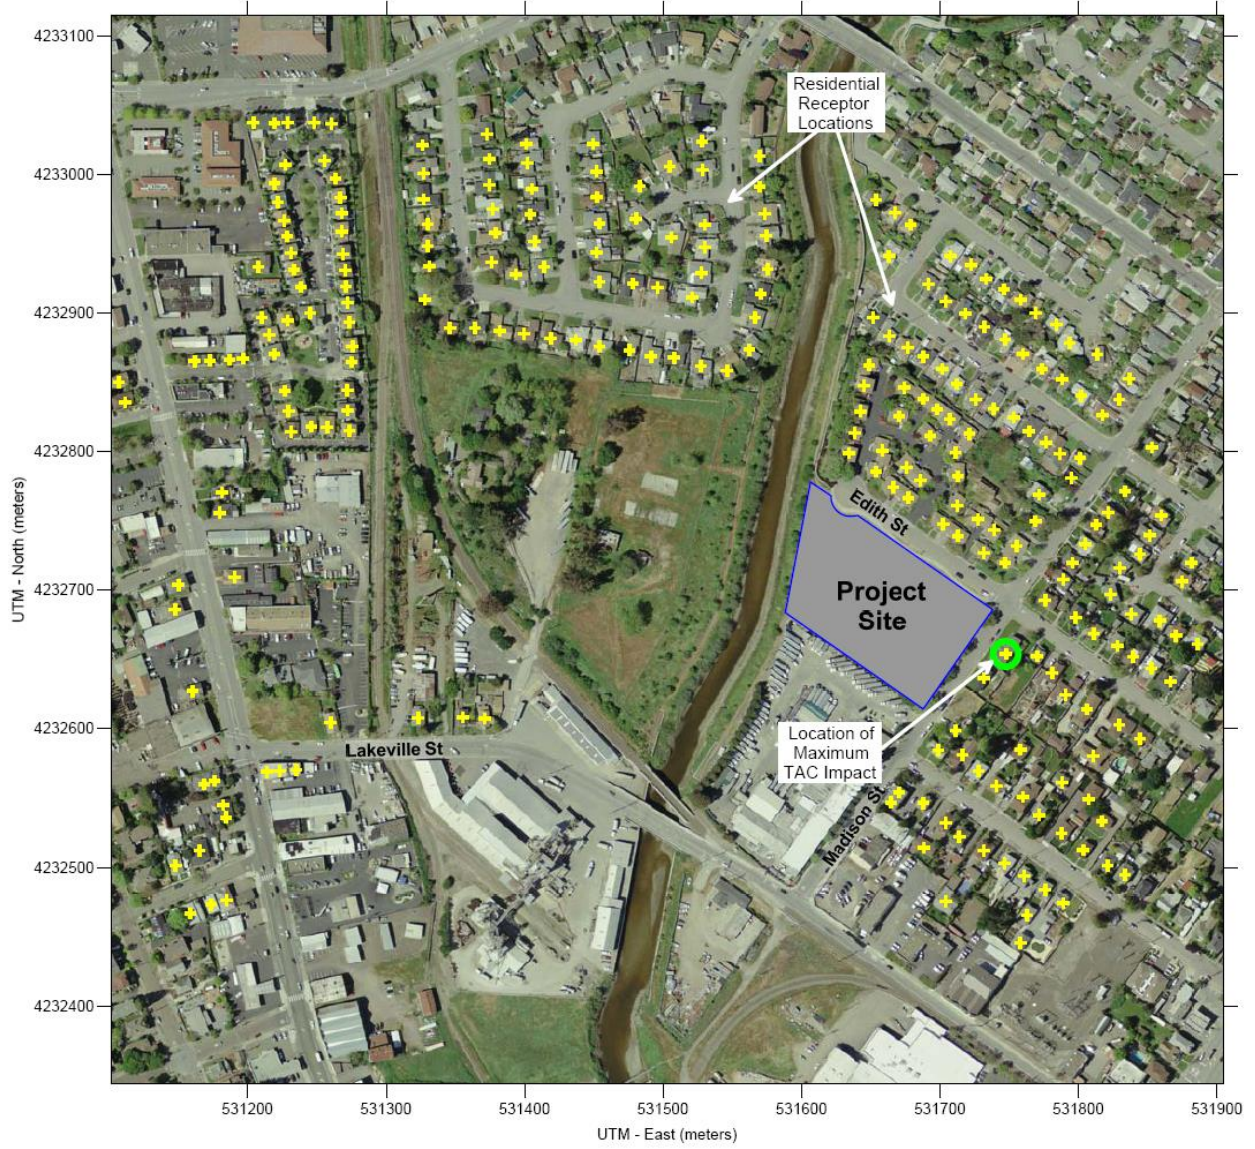 4233100
4233000
4232900
4232800
4232700
4232600
4232500
4232400
UTM - North (meters)
Residential
Receptor
Locations
Edith St
Project
Site
Location of
Maximum
TAC Impact
Lakeville St
Madison St
531200
531300
531400
531500
531600
531700
531800
531900
UTM - East (meters)